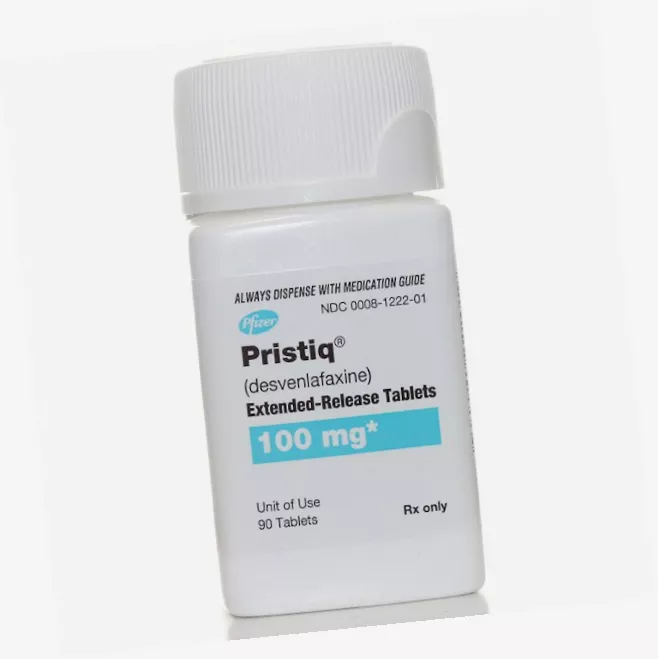 ALWAYS DISPENSE WITH MEDICATION GUIDE
NDC 0008-1222-01
Pfizer
Pristiq®
(desvenlafaxine)
Extended-Release Tablets
100 mg*
Unit of Use
90 Tablets
Rx only